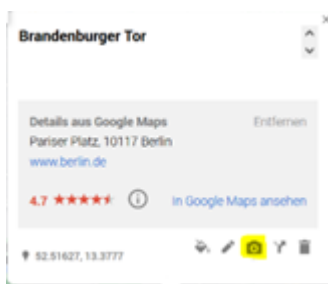 Brandenburger Tor
Details aus Google Maps Entfernen
Pariser Platz, 10117 Berlin
www.berlin.de
4.7 In Google Maps ansehen
52.51627, 13.3777